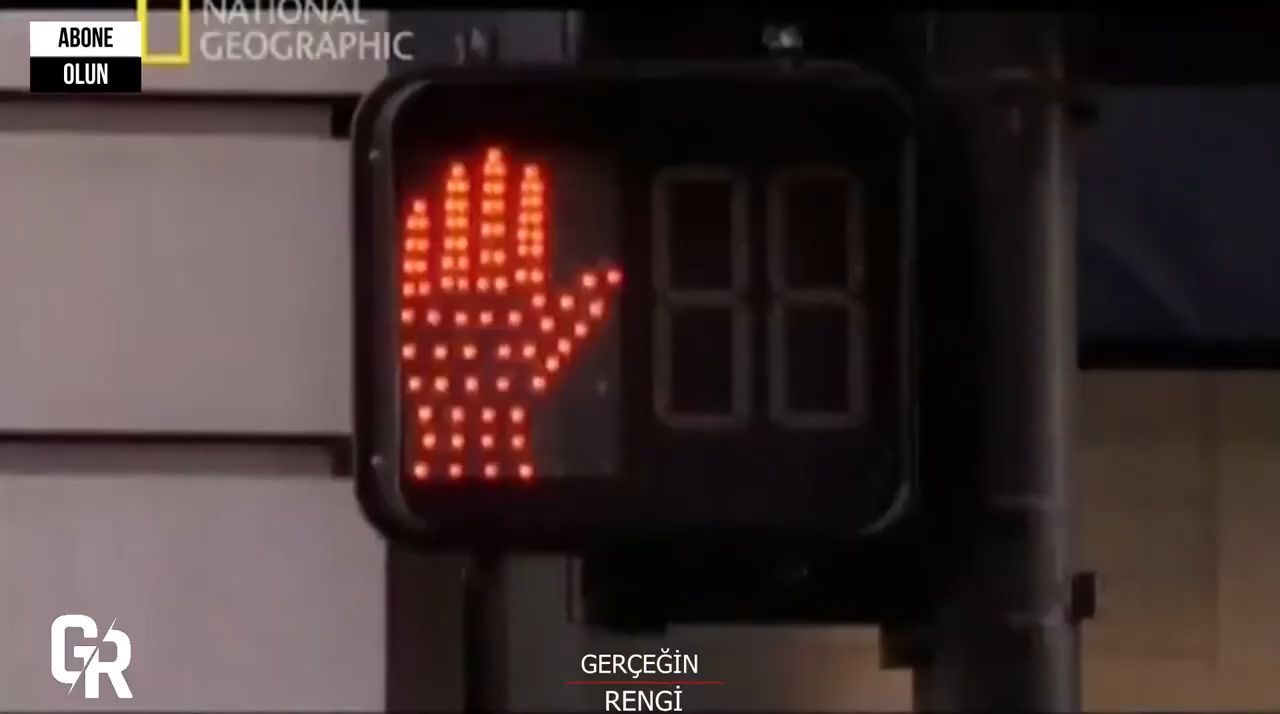 NATIONAL
GEOGRAPHIC
ABONE
OLUN
GR
GERÇEĞİN
RENGİ